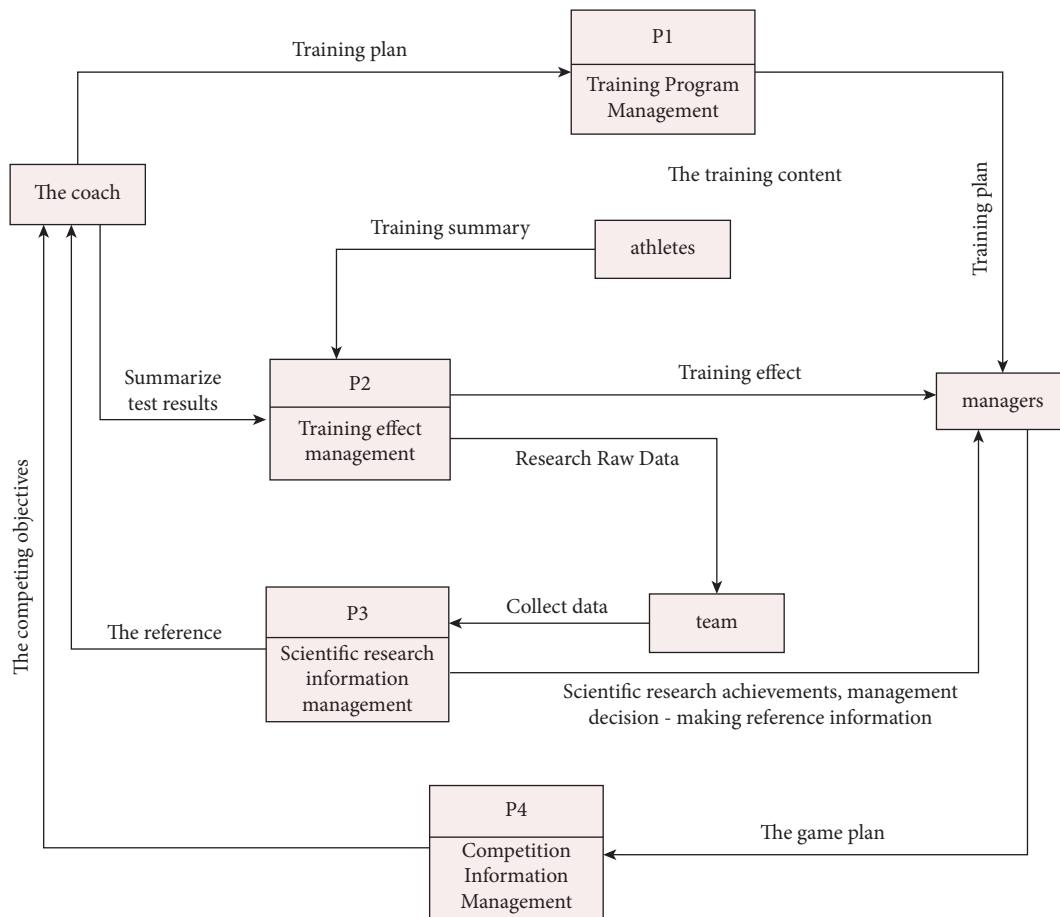 Training plan
P1
Training Program
Management
The coach
The training content
Training plan
Training summary
athletes
Summarize
test results
P2
Training effect
management
Training effect
managers
Research Raw Data
The competing objectives
The reference
P3
Scientific research
information
management
Collect data
team
Scientific research achievements, management
decision - making reference information
P4
Competition
Information
Management
The game plan